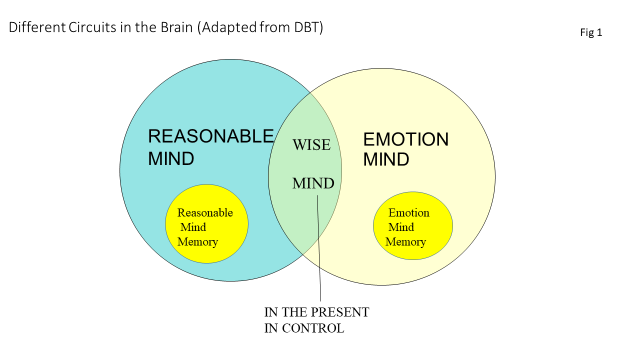 Different Circuits in the Brain (Adapted from DBT)
Fig 1
REASONABLE
MIND
WISE
MIND
EMOTION
MIND
Reasonable
Mind
Memory
Emotion
Mind
Memory
IN THE PRESENT
IN CONTROL